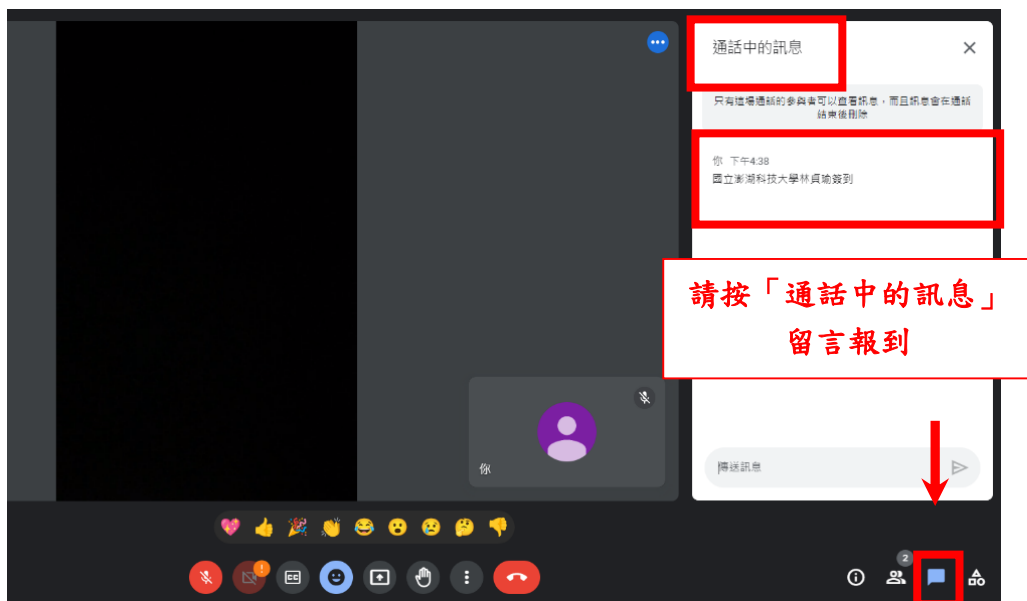 通話中的訊息
只有這場通話的參與者可以查看訊息，而且訊息會在通話
結束後刪除
你 下午4:38
國立澎湖科技大學林貞瑜簽到
請按「通話中的訊息」
留言報到
你
傳送訊息
CC
2